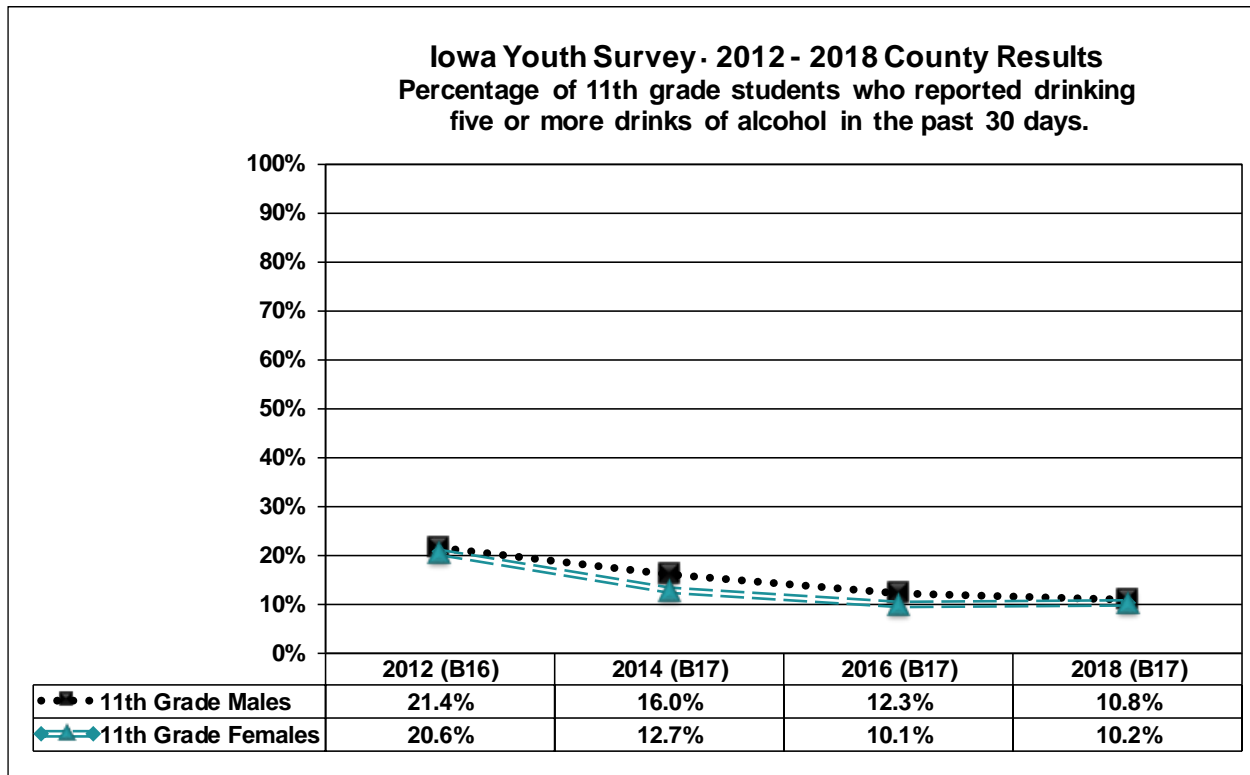 Iowa Youth Survey · 2012 - 2018 County Results
Percentage of 11th grade students who reported drinking
five or more drinks of alcohol in the past 30 days.
100%
90%
80%
70%
60%
50%
40%
30%
20%
10%
0%
2012 (B16) 2014 (B17) 2016 (B17) 2018 (B17)
11th Grade Males 21.4% 16.0% 12.3% 10.8%
11th Grade Females 20.6% 12.7% 10.1% 10.2%